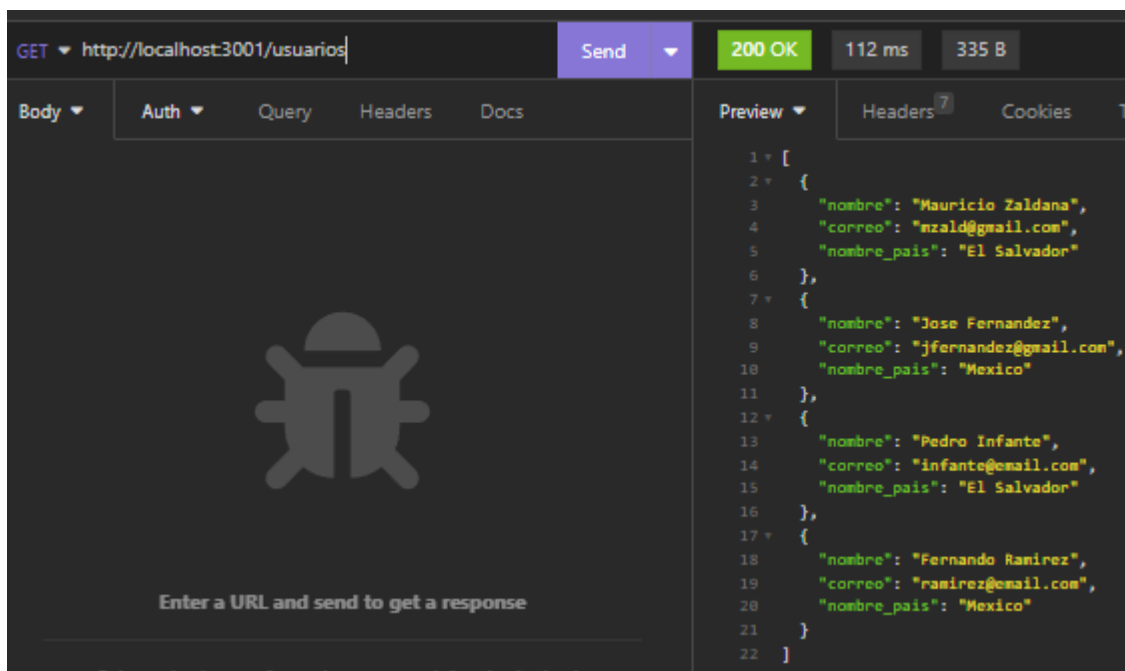 GET http://localhost:3001/usuarios
Send
200 OK 112 ms 335 B
Body Auth Query Headers Docs
Preview Headers 7 Cookies
Enter a URL and send to get a response
1 [
2 {
3 "nombre": "Mauricio Zaldana",
4 "correo": "mzald@gmail.com",
5 "nombre_pais": "El Salvador"
6 },
7 {
8 "nombre": "Jose Fernandez",
9 "correo": "jfernandez@gmail.com",
10 "nombre_pais": "Mexico"
11 },
12 {
13 "nombre": "Pedro Infante",
14 "correo": "infante@email.com",
15 "nombre_pais": "El Salvador"
16 },
17 {
18 "nombre": "Fernando Ramirez",
19 "correo": "ramirez@email.com",
20 "nombre_pais": "Mexico"
21 }
22 ]